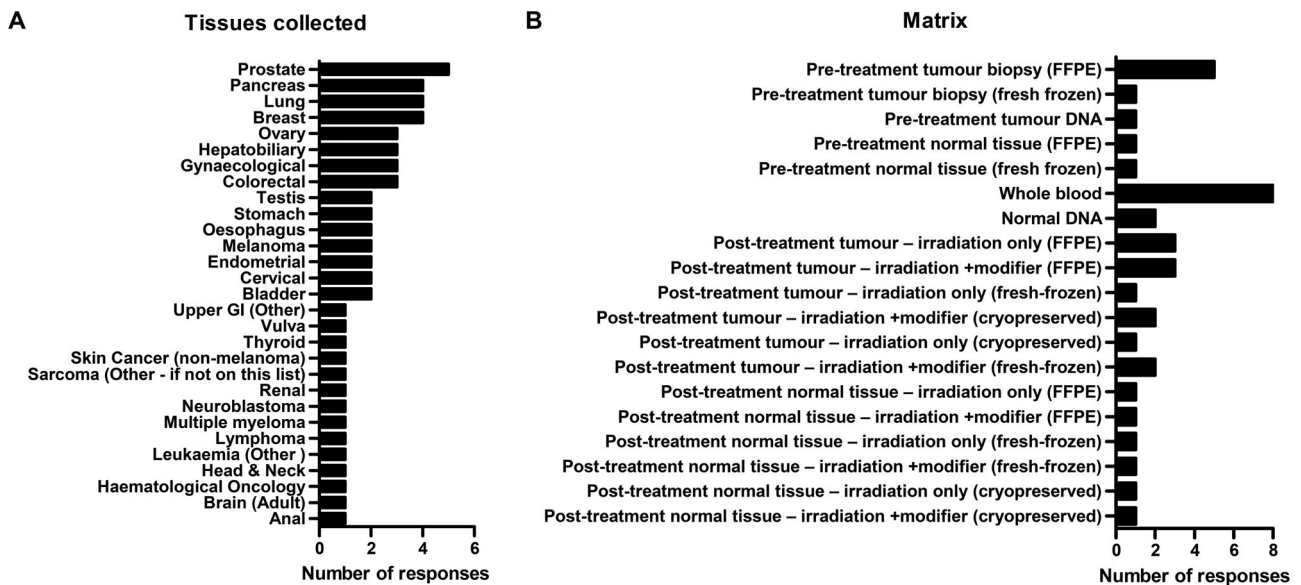 A
Tissues collected
Prostate
Pancreas
Lung
Breast
Ovary
Hepatobiliary
Gynaecological
Colorectal
Testis
Stomach
Oesophagus
Melanoma
Endometrial
Cervical
Bladder
Upper GI (Other)
Vulva
Thyroid
Skin Cancer (non-melanoma)
Sarcoma (Other - if not on this list)
Renal
Neuroblastoma
Multiple myeloma
Lymphoma
Leukaemia (Other )
Head & Neck
Haematological Oncology
Brain (Adult)
Anal
0 2 4 6
Number of responses
B
Matrix
Pre-treatment tumour biopsy (FFPE)
Pre-treatment tumour biopsy (fresh frozen)
Pre-treatment tumour DNA
Pre-treatment normal tissue (FFPE)
Pre-treatment normal tissue (fresh frozen)
Whole blood
Normal DNA
Post-treatment tumour – irradiation only (FFPE)
Post-treatment tumour – irradiation +modifier (FFPE)
Post-treatment tumour – irradiation only (fresh-frozen)
Post-treatment tumour – irradiation +modifier (cryopreserved)
Post-treatment tumour – irradiation only (cryopreserved)
Post-treatment tumour – irradiation +modifier (fresh-frozen)
Post-treatment normal tissue – irradiation only (FFPE)
Post-treatment normal tissue – irradiation +modifier (FFPE)
Post-treatment normal tissue – irradiation only (fresh-frozen)
Post-treatment normal tissue – irradiation +modifier (fresh-frozen)
Post-treatment normal tissue – irradiation only (cryopreserved)
Post-treatment normal tissue – irradiation +modifier (cryopreserved)
0 2 4 6 8
Number of responses